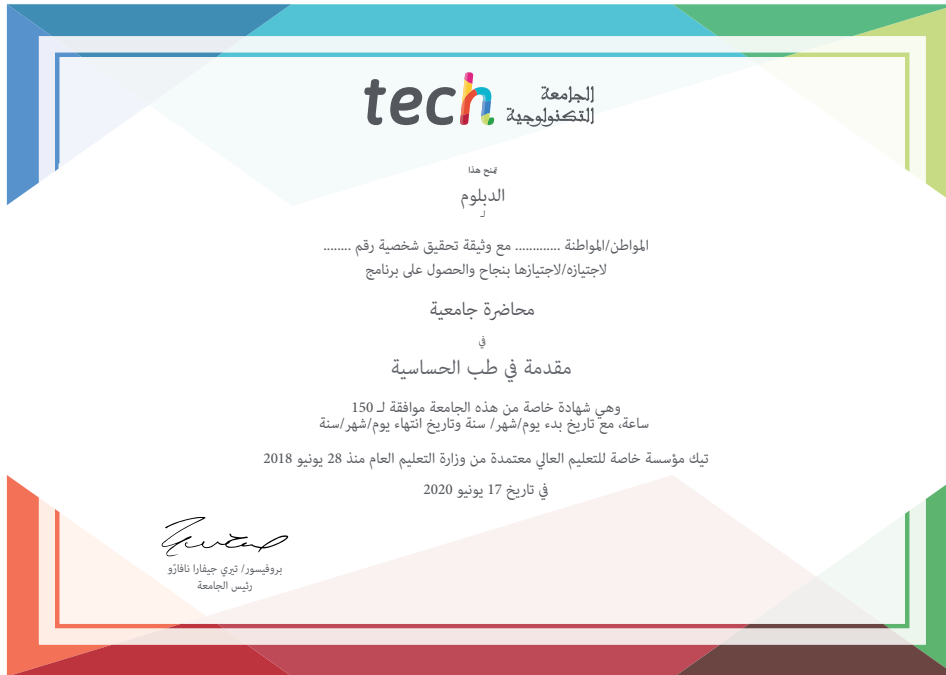 tech الجامعة
التكنولوجية
تمنح هذا
الدبلوم
لـ
المواطن/المواطنة ............. مع وثيقة تحقيق شخصية رقم ........
لاجتيازه/لاجتيازها بنجاح والحصول على برنامج
محاضرة جامعية
في
مقدمة في طب الحساسية
وهي شهادة خاصة من هذه الجامعة موافقة لـ 150
ساعة، مع تاريخ بدء يوم/شهر/ سنة وتاريخ انتهاء يوم/شهر/سنة
تيك مؤسسة خاصة للتعليم العالي معتمدة من وزارة التعليم العام منذ 28 يونيو 2018
في تاريخ 17 يونيو 2020
بروفيسور/ تيري جيفارا نافارّو
رئيس الجامعة